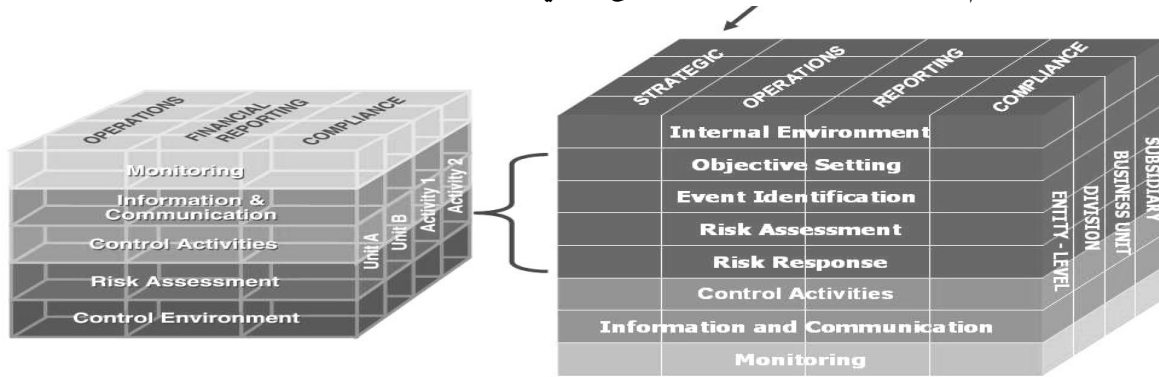 OPERATIONS
FINANCIAL
REPORTING
COMPLIANCE
Monitoring
Information &
Communication
Control Activities
Risk Assessment
Control Environment
Unit A
Unit B
Activity 1
Activity 2
STRATEGIC
OPERATIONS
REPORTING
COMPLIANCE
Internal Environment
Objective Setting
Event Identification
Risk Assessment
Risk Response
Control Activities
Information and Communication
Monitoring
ENTITY - LEVEL
DIVISION
BUSINESS UNIT
SUBSIDIARY